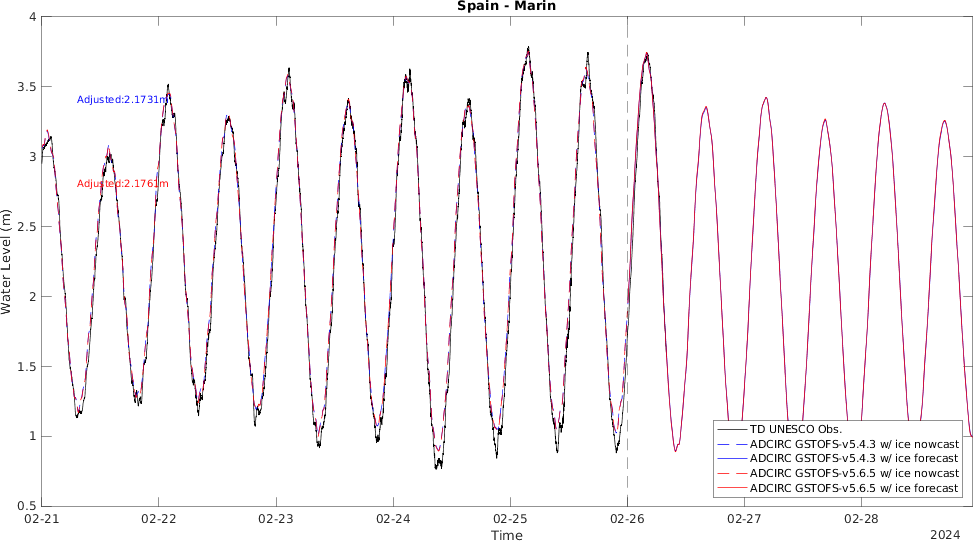 Spain - Marin
4
3.5
3
2.5
2
1.5
1
0.5
Water Level (m)
Adjusted:2.1731m
Adjusted:2.1761m
TD UNESCO Obs.
ADCIRC GSTOFS-v5.4.3 w/ ice nowcast
ADCIRC GSTOFS-v5.4.3 w/ ice forecast
ADCIRC GSTOFS-v5.6.5 w/ ice nowcast
ADCIRC GSTOFS-v5.6.5 w/ ice forecast
02-21 02-22 02-23 02-24 02-25 02-26 02-27 02-28
Time
2024